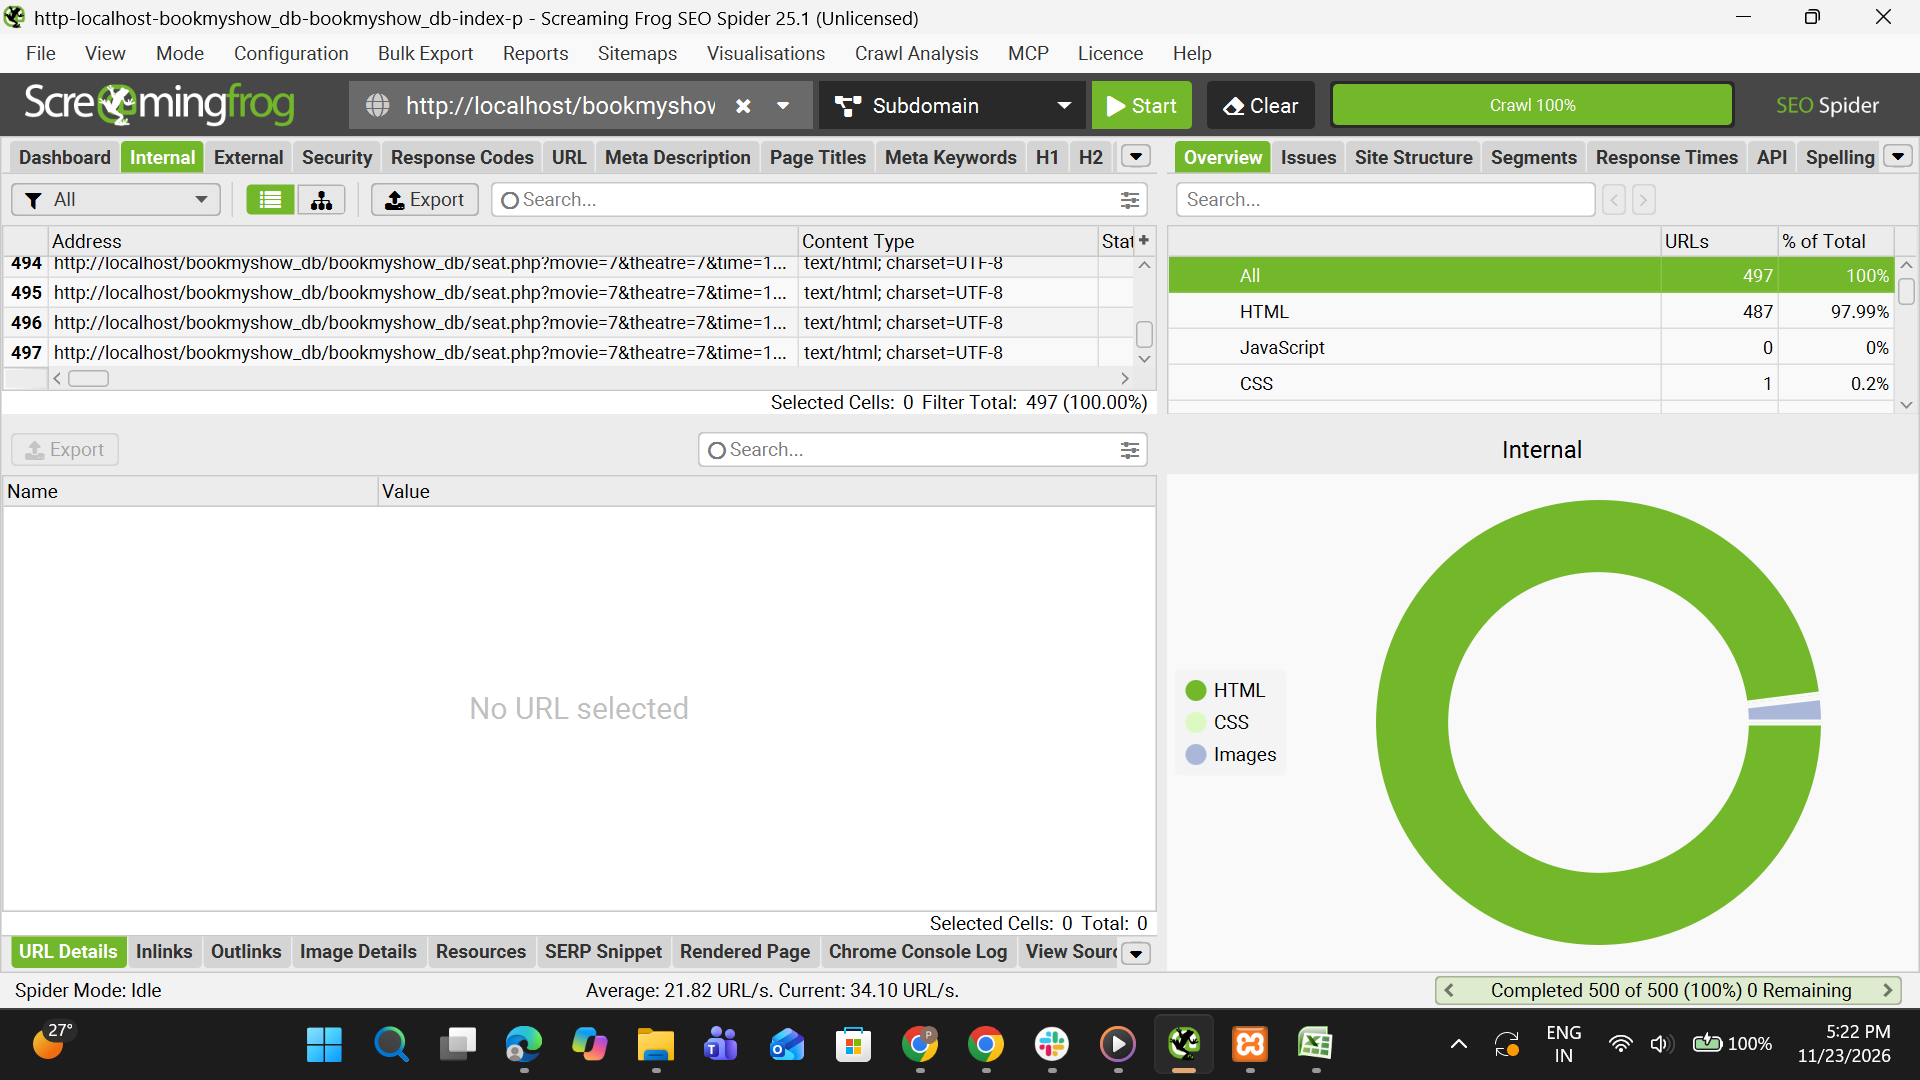 http-localhost-bookmyshow_db-bookmyshow_db-index-p - Screaming Frog SEO Spider 25.1 (Unlicensed)
File View Mode Configuration Bulk Export Reports Sitemaps Visualisations Crawl Analysis MCP Licence Help
Screamingfrog http://localhost/bookmyshov Subdomain Start Clear Crawl 100% SEO Spider
Dashboard Internal External Security Response Codes URL Meta Description Page Titles Meta Keywords H1 H2
Overview Issues Site Structure Segments Response Times API Spelling
All Export Search...
Search...
Address Content Type Stat
494 http://localhost/bookmyshow_db/bookmyshow_db/seat.php?movie=7&theatre=7&time=1... text/html; charset=UTF-8
495 http://localhost/bookmyshow_db/bookmyshow_db/seat.php?movie=7&theatre=7&time=1... text/html; charset=UTF-8
496 http://localhost/bookmyshow_db/bookmyshow_db/seat.php?movie=7&theatre=7&time=1... text/html; charset=UTF-8
497 http://localhost/bookmyshow_db/bookmyshow_db/seat.php?movie=7&theatre=7&time=1... text/html; charset=UTF-8
Selected Cells: 0 Filter Total: 497 (100.00%)
URLs % of Total
All 497 100%
HTML 487 97.99%
JavaScript 0 0%
CSS 1 0.2%
Export Search...
Name Value
No URL selected
Selected Cells: 0 Total: 0
Internal
HTML
CSS
Images
URL Details Inlinks Outlinks Image Details Resources SERP Snippet Rendered Page Chrome Console Log View Sourc
Spider Mode: Idle Average: 21.82 URL/s. Current: 34.10 URL/s. Completed 500 of 500 (100%) 0 Remaining
27° ENG IN 100% 5:22 PM 11/23/2026